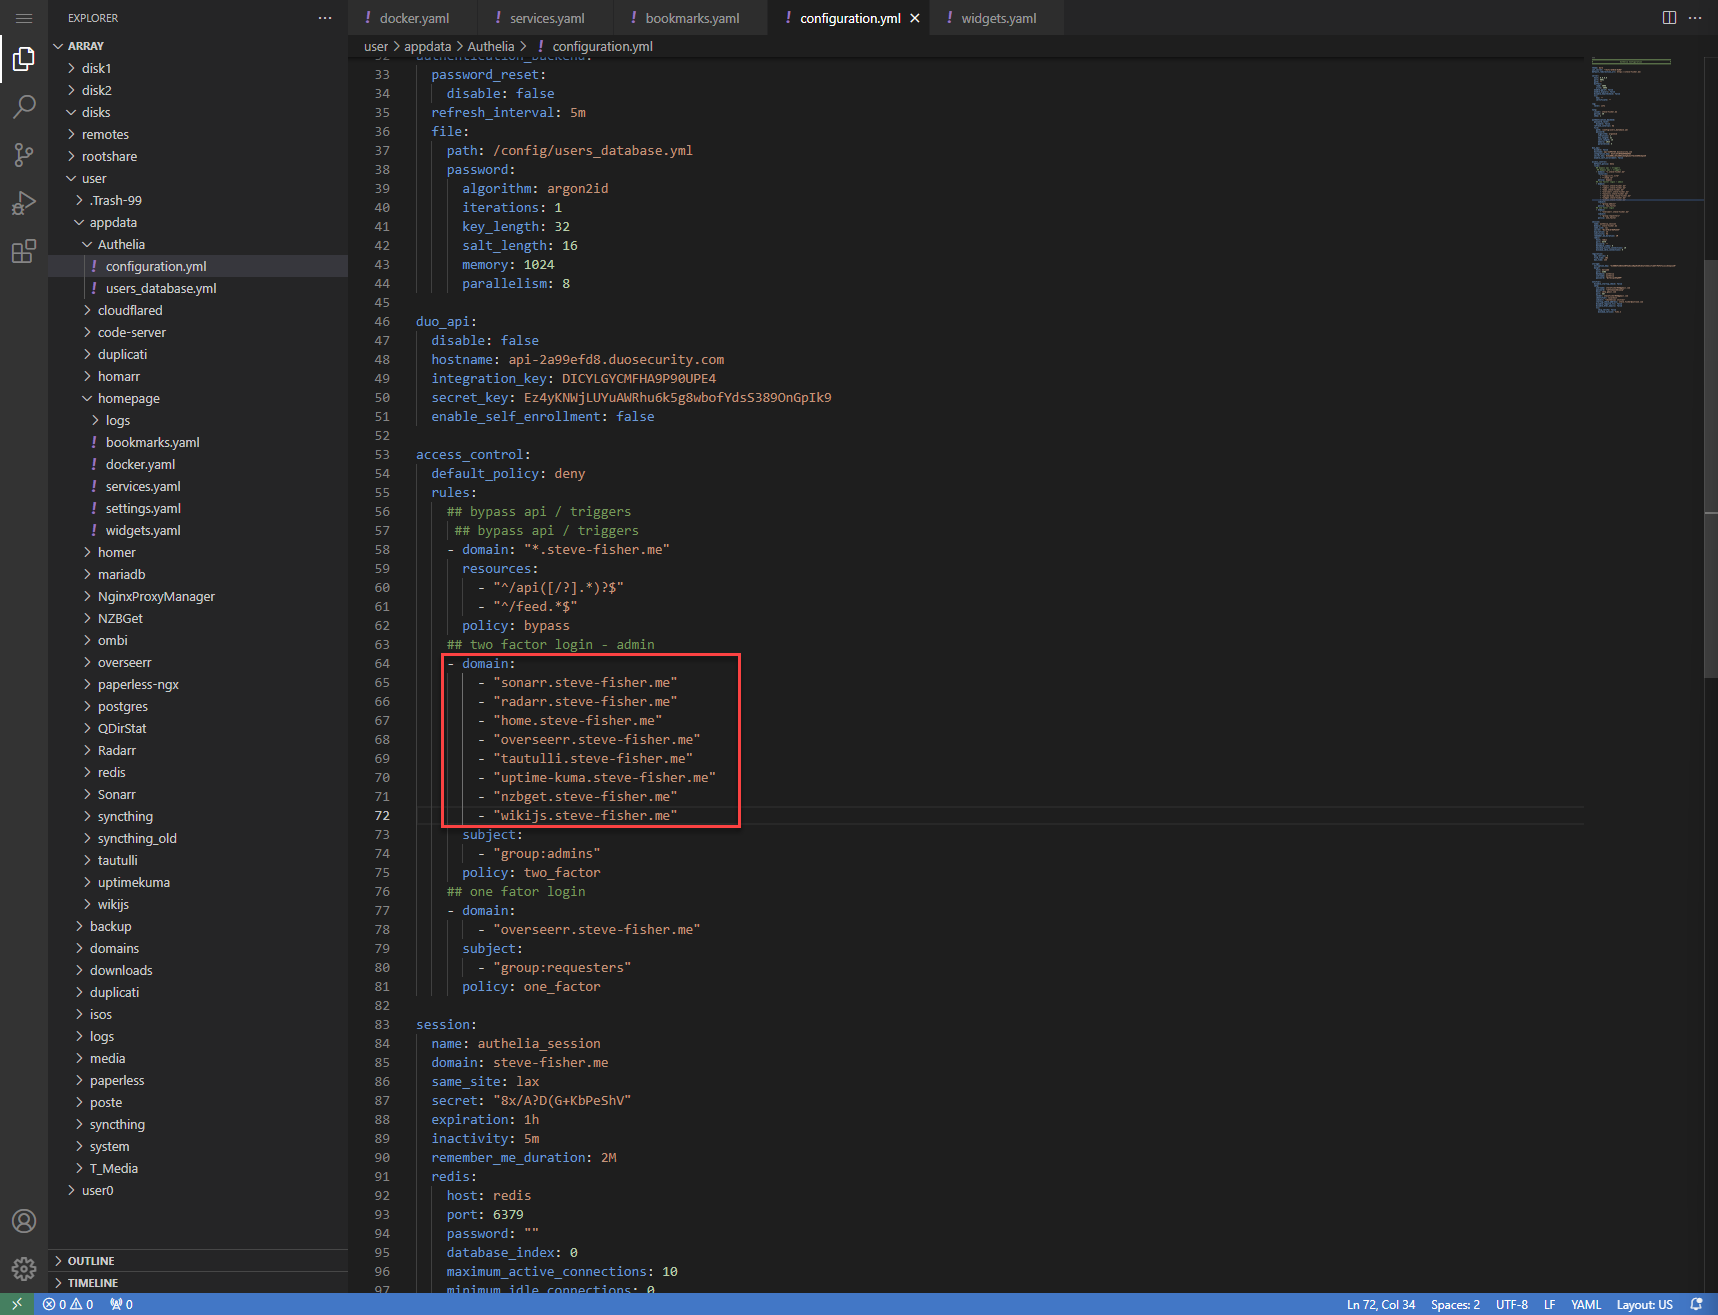 EXPLORER
ARRAY
disk1
disk2
disks
remotes
rootshare
user
.Trash-99
appdata
Authelia
configuration.yml
users_database.yml
cloudflared
code-server
duplicati
homarr
homepage
logs
bookmarks.yaml
docker.yaml
services.yaml
settings.yaml
widgets.yaml
homer
mariadb
NginxProxyManager
NZBGet
ombi
overseerr
paperless-ngx
postgres
QDirStat
Radarr
redis
Sonarr
syncthing
syncthing_old
tautulli
uptimekuma
wikijs
backup
domains
downloads
duplicati
isos
logs
media
paperless
poste
syncthing
system
T_Media
user0
OUTLINE
TIMELINE
docker.yaml
services.yaml
bookmarks.yaml
configuration.yml
widgets.yaml
user > appdata > Authelia > ! configuration.yml
32 authentication_backend:
33 password_reset:
34 disable: false
35 refresh_interval: 5m
36 file:
37 path: /config/users_database.yml
38 password:
39 algorithm: argon2id
40 iterations: 1
41 key_length: 32
42 salt_length: 16
43 memory: 1024
44 parallelism: 8
45
46 duo_api:
47 disable: false
48 hostname: api-2a99efd8.duosecurity.com
49 integration_key: DICYLGYCMFHA9P90UPE4
50 secret_key: Ez4yKNWjLUYuAWRhu6k5g8wbofYdsS389OnGpIk9
51 enable_self_enrollment: false
52
53 access_control:
54 default_policy: deny
55 rules:
56 ## bypass api / triggers
57 ## bypass api / triggers
58 - domain: "*.steve-fisher.me"
59 resources:
60 - "^/api([/?].*)?$"
61 - "^/feed.*$"
62 policy: bypass
63 ## two factor login - admin
64 - domain:
65 - "sonarr.steve-fisher.me"
66 - "radarr.steve-fisher.me"
67 - "home.steve-fisher.me"
68 - "overseerr.steve-fisher.me"
69 - "tautulli.steve-fisher.me"
70 - "uptime-kuma.steve-fisher.me"
71 - "nzbget.steve-fisher.me"
72 - "wikijs.steve-fisher.me"
73 subject:
74 - "group:admins"
75 policy: two_factor
76 ## one fator login
77 - domain:
78 - "overseerr.steve-fisher.me"
79 subject:
80 - "group:requesters"
81 policy: one_factor
82
83 session:
84 name: authelia_session
85 domain: steve-fisher.me
86 same_site: lax
87 secret: "8x/A?D(G+KbPeShV"
88 expiration: 1h
89 inactivity: 5m
90 remember_me_duration: 2M
91 redis:
92 host: redis
93 port: 6379
94 password: ""
95 database_index: 0
96 maximum_active_connections: 10
97 minimum_idle_connections: 0
0 0 0 Ln 72, Col 34 Spaces: 2 UTF-8 LF YAML Layout: US